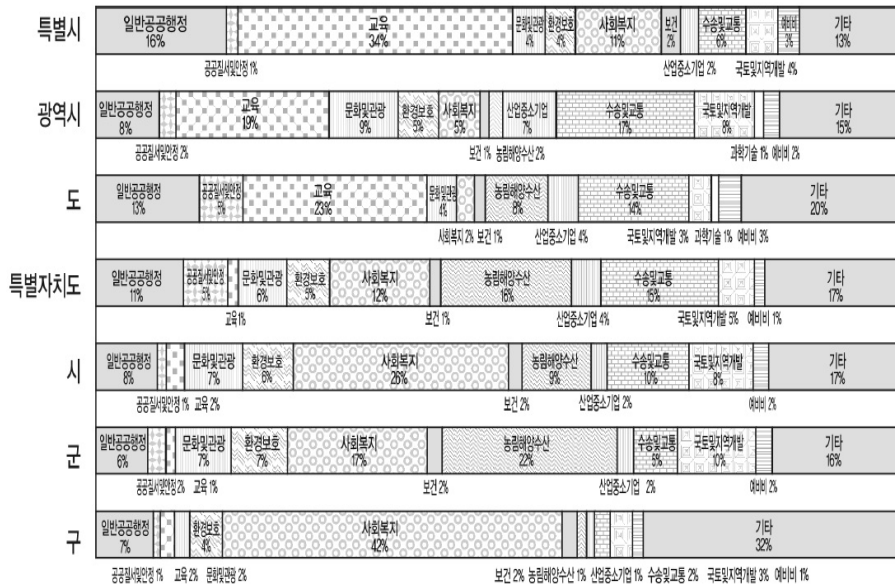 특별시 일반공공행정 교육 문화및관광 환경보호 사회복지 보건 수송및교통 예비비 기타
16% 34% 4% 4% 11% 2% 6% 3% 13%
공공질서및안정 1% 산업중소기업 2% 국토및지역개발 4%
광역시 일반공공행정 교육 문화및관광 환경보호 사회복지 산업중소기업 수송및교통 국토및지역개발 기타
8% 19% 9% 5% 5% 7% 17% 8% 15%
공공질서및안정 2% 보건 1% 농림해양수산 2% 과학기술 1% 예비비 2%
도 일반공공행정 공공질서및안정 교육 문화및관광 농림해양수산 수송및교통 기타
13% 5% 23% 4% 8% 14% 20%
사회복지 2% 보건 1% 산업중소기업 4% 국토및지역개발 3% 과학기술 1% 예비비 3%
특별자치도 일반공공행정 공공질서및안정 문화및관광 환경보호 사회복지 농림해양수산 수송및교통 기타
11% 5% 6% 5% 12% 16% 15% 17%
교육1% 보건 1% 산업중소기업 4% 국토및지역개발 5% 예비비 1%
시 일반공공행정 문화및관광 환경보호 사회복지 농림해양수산 수송및교통 국토및지역개발 기타
8% 7% 6% 26% 9% 10% 8% 17%
공공질서및안정 1% 교육 2% 보건 2% 산업중소기업 2% 예비비 2%
군 일반공공행정 문화및관광 환경보호 사회복지 농림해양수산 수송및교통 국토및지역개발 기타
6% 7% 7% 17% 22% 5% 10% 16%
공공질서및안정 2% 교육 1% 보건 2% 산업중소기업 2% 예비비 2%
구 일반공공행정 환경보호 사회복지 기타
7% 4% 42% 32%
공공질서및안정 1% 교육 2% 문화및관광 2% 보건 2% 농림해양수산 1% 산업중소기업 1% 수송및교통 2% 국토및지역개발 3% 예비비 1%